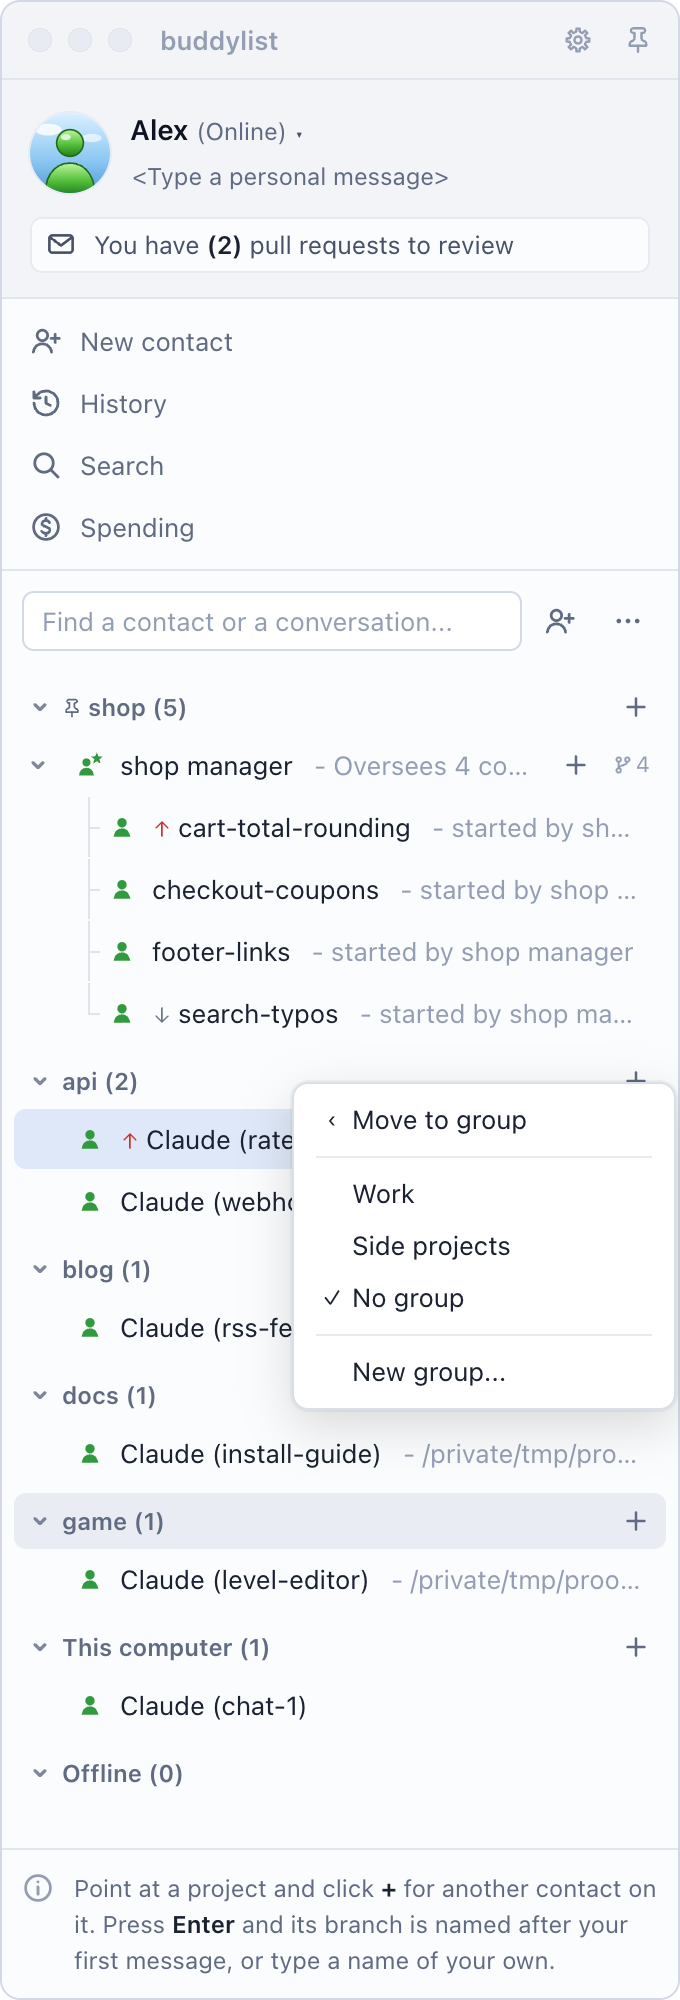 buddylist
Alex (Online)
<Type a personal message>
You have (2) pull requests to review
New contact
History
Search
Spending
Find a contact or a conversation...
shop (5)
shop manager - Oversees 4 co... 4
↑ cart-total-rounding - started by sh...
checkout-coupons - started by shop ...
footer-links - started by shop manager
↓ search-typos - started by shop ma...
api (2)
↑ Claude (rate
Claude (webho
blog (1)
Claude (rss-fe
docs (1)
‹ Move to group
Work
Side projects
✓ No group
New group...
Claude (install-guide) - /private/tmp/pro...
game (1)
Claude (level-editor) - /private/tmp/proo...
This computer (1)
Claude (chat-1)
Offline (0)
Point at a project and click + for another contact on
it. Press Enter and its branch is named after your
first message, or type a name of your own.